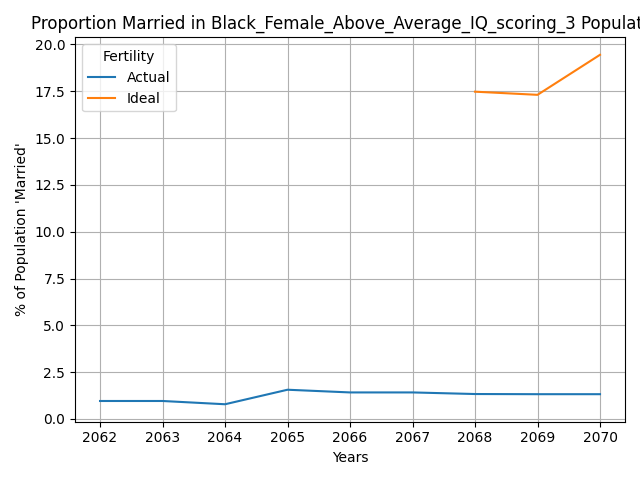 Proportion Married in Black_Female_Above_Average_IQ_scoring_3 Populat
20.0
17.5
15.0
12.5
10.0
7.5
5.0
2.5
0.0
% of Population 'Married'
Fertility
Actual
Ideal
2062 2063 2064 2065 2066 2067 2068 2069 2070
Years